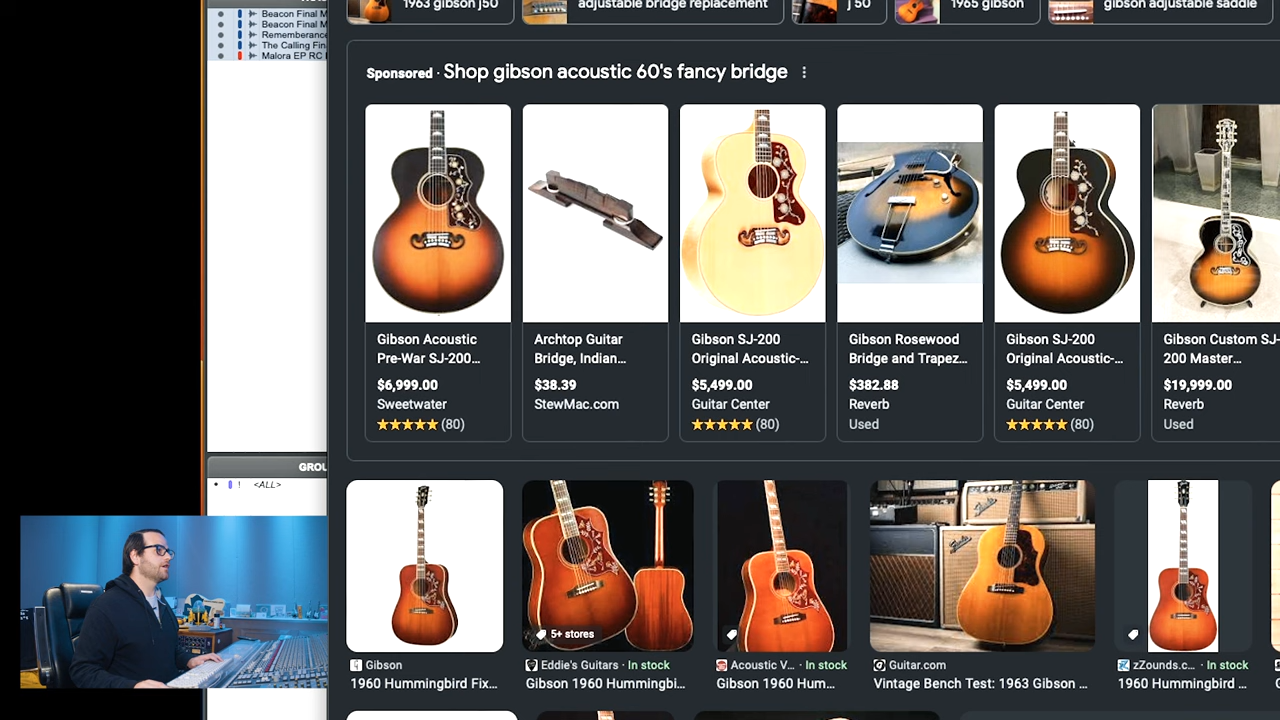 Beacon Final M
Beacon Final M
Rememberance
The Calling Fin
Malora EP RC
1963 gibson j50
adjustable bridge replacement
j 50
1965 gibson
gibson adjustable saddle
Sponsored · Shop gibson acoustic 60's fancy bridge
Gibson Acoustic
Pre-War SJ-200...
$6,999.00
Sweetwater
(80)
Archtop Guitar
Bridge, Indian...
$38.39
StewMac.com
Gibson SJ-200
Original Acoustic-...
$5,499.00
Guitar Center
(80)
Gibson Rosewood
Bridge and Trapez...
$382.88
Reverb
Used
Gibson SJ-200
Original Acoustic-...
$5,499.00
Guitar Center
(80)
Gibson Custom SJ-
200 Master...
$19,999.00
Reverb
Used
GROU
! <ALL>
5+ stores
Gibson
1960 Hummingbird Fix...
Eddie's Guitars · In stock
Gibson 1960 Hummingbi...
Acoustic V... · In stock
Gibson 1960 Hum...
Guitar.com
Vintage Bench Test: 1963 Gibson ...
zZounds.c... · In stock
1960 Hummingbird ...